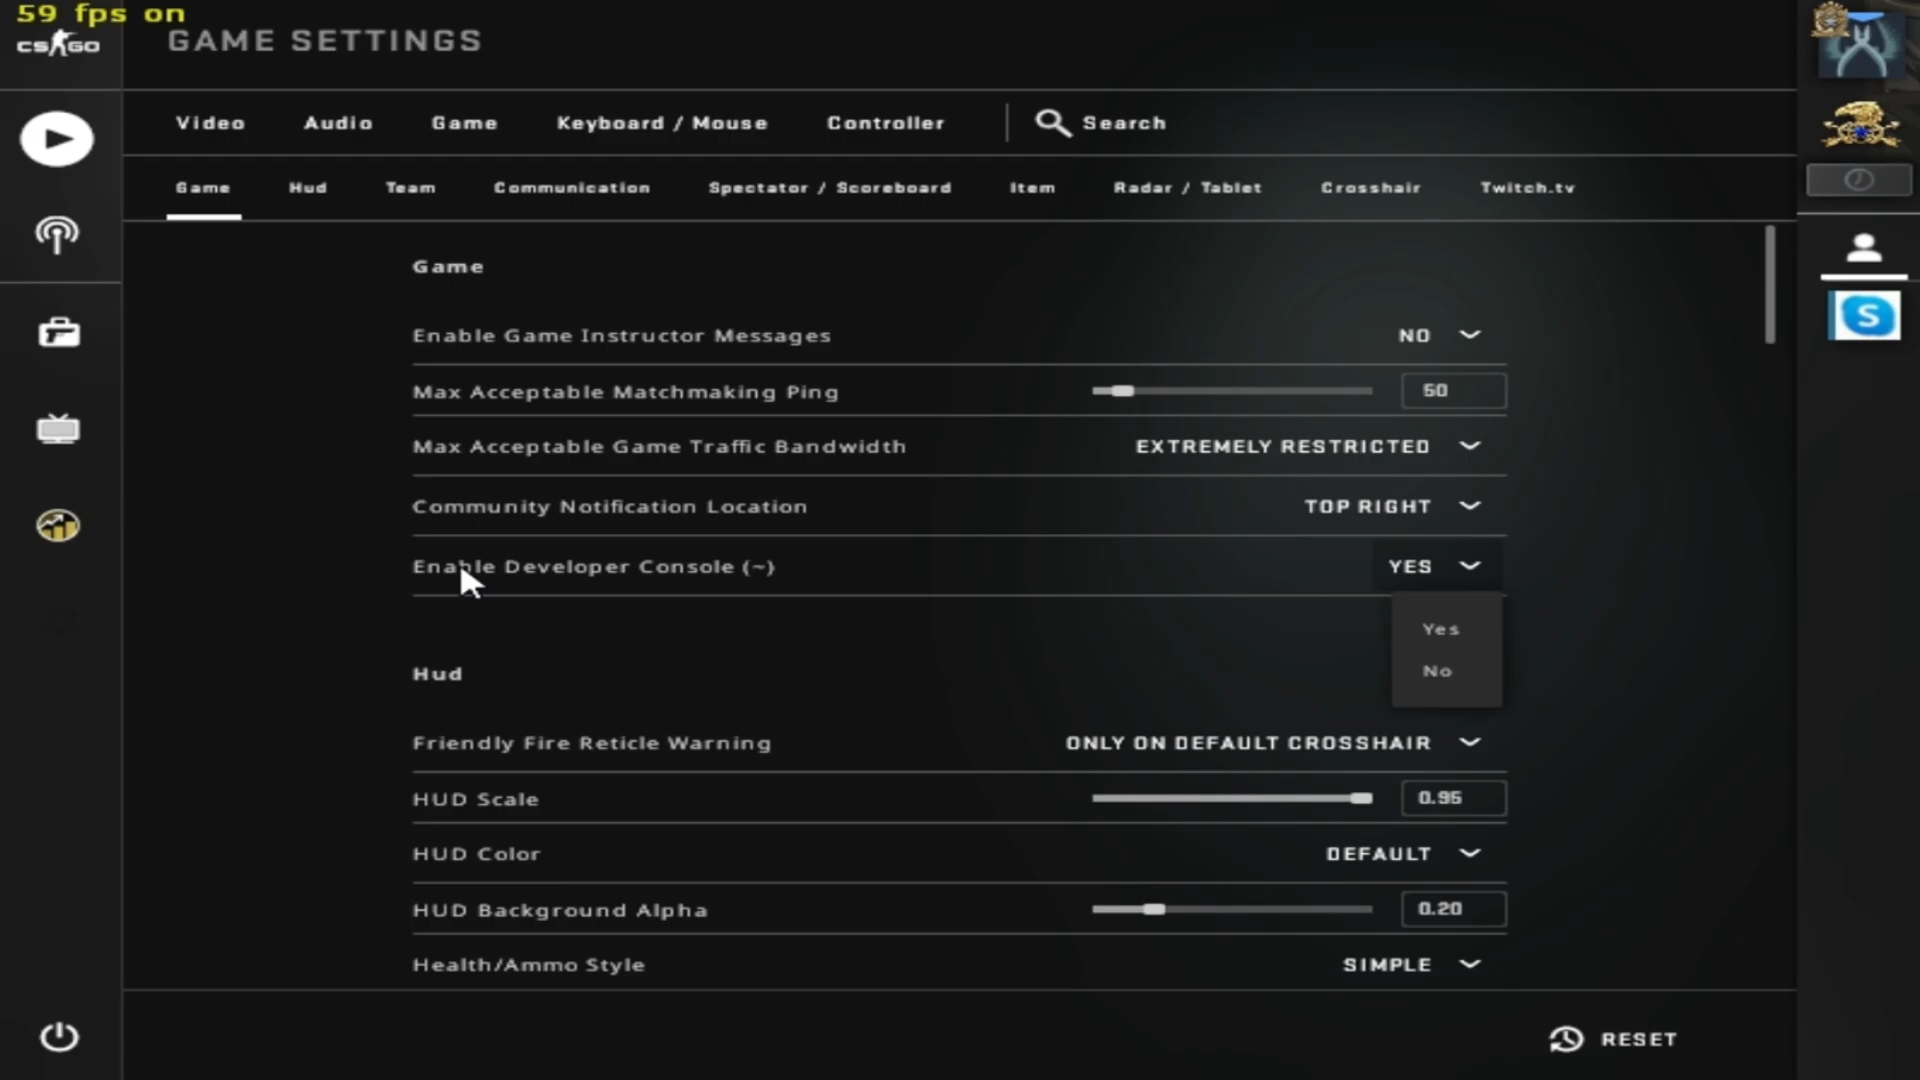 59 fps on
CS GO
GAME SETTINGS
Video Audio Game Keyboard / Mouse Controller Search
Game Hud Team Communication Spectator / Scoreboard Item Radar / Tablet Crosshair Twitch.tv
Game
Enable Game Instructor Messages NO
Max Acceptable Matchmaking Ping 50
Max Acceptable Game Traffic Bandwidth EXTREMELY RESTRICTED
Community Notification Location TOP RIGHT
Enable Developer Console (~) YES
Yes
No
Hud
Friendly Fire Reticle Warning ONLY ON DEFAULT CROSSHAIR
HUD Scale 0.95
HUD Color DEFAULT
HUD Background Alpha 0.20
Health/Ammo Style SIMPLE
RESET
S